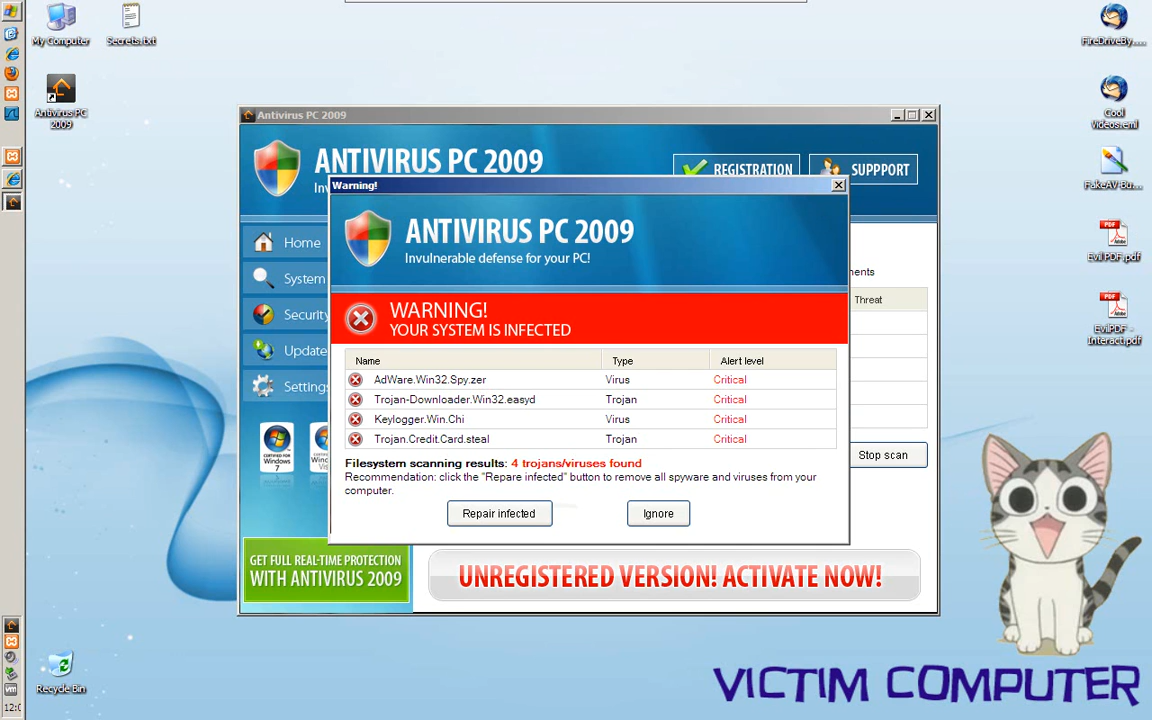 My Computer
Secrets.txt
Antivirus PC
2009
FireDriveBy....
Cool
Videos.eml
FakeAV-Bu...
EvilPDF.pdf
EvilPDF -
Interact.pdf
Antivirus PC 2009
ANTIVIRUS PC 2009
REGISTRATION
SUPPPORT
Home
System
Security
Update
Settings
Threat
Stop scan
Warning!
ANTIVIRUS PC 2009
Invulnerable defense for your PC!
WARNING!
YOUR SYSTEM IS INFECTED
Name Type Alert level
AdWare.Win32.Spy.zer Virus Critical
Trojan-Downloader.Win32.easyd Trojan Critical
Keylogger.Win.Chi Virus Critical
Trojan.Credit.Card.steal Trojan Critical
Filesystem scanning results: 4 trojans/viruses found
Recommendation: click the "Repare infected" button to remove all spyware and viruses from your
computer.
Repair infected Ignore
Windows 7
GET FULL REAL-TIME PROTECTION
WITH ANTIVIRUS 2009
UNREGISTERED VERSION! ACTIVATE NOW!
Recycle Bin
VICTIM COMPUTER